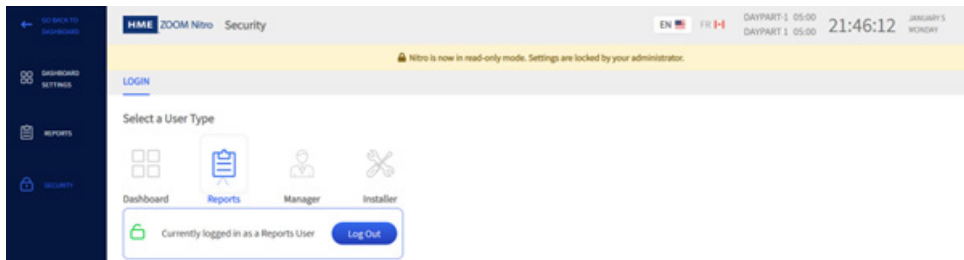 GO BACK TO
DASHBOARD
HME ZOOM Nitro Security
EN FR
DAYPART-1 05:00
DAYPART 1 05:00
21:46:12
JANUARY 5
MONDAY
Nitro is now in read-only mode. Settings are locked by your administrator.
DASHBOARD
SETTINGS
LOGIN
REPORTS
SECURITY
Select a User Type
Dashboard Reports Manager Installer
Currently logged in as a Reports User Log Out